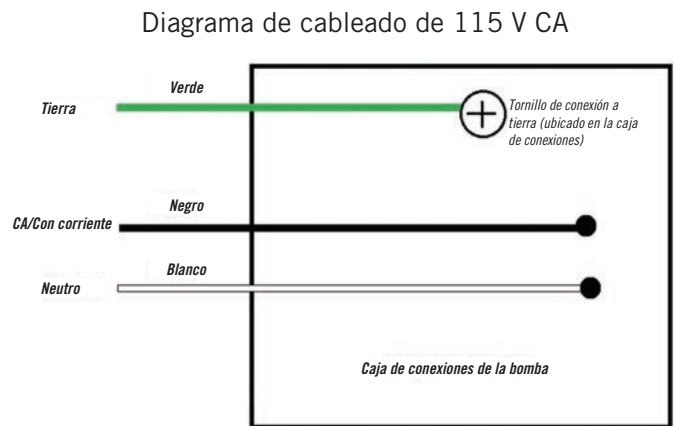 Diagrama de cableado de 115 V CA
Verde
Tierra
Tornillo de conexión a
tierra (ubicado en la caja
de conexiones)
Negro
CA/Con corriente
Blanco
Neutro
Caja de conexiones de la bomba